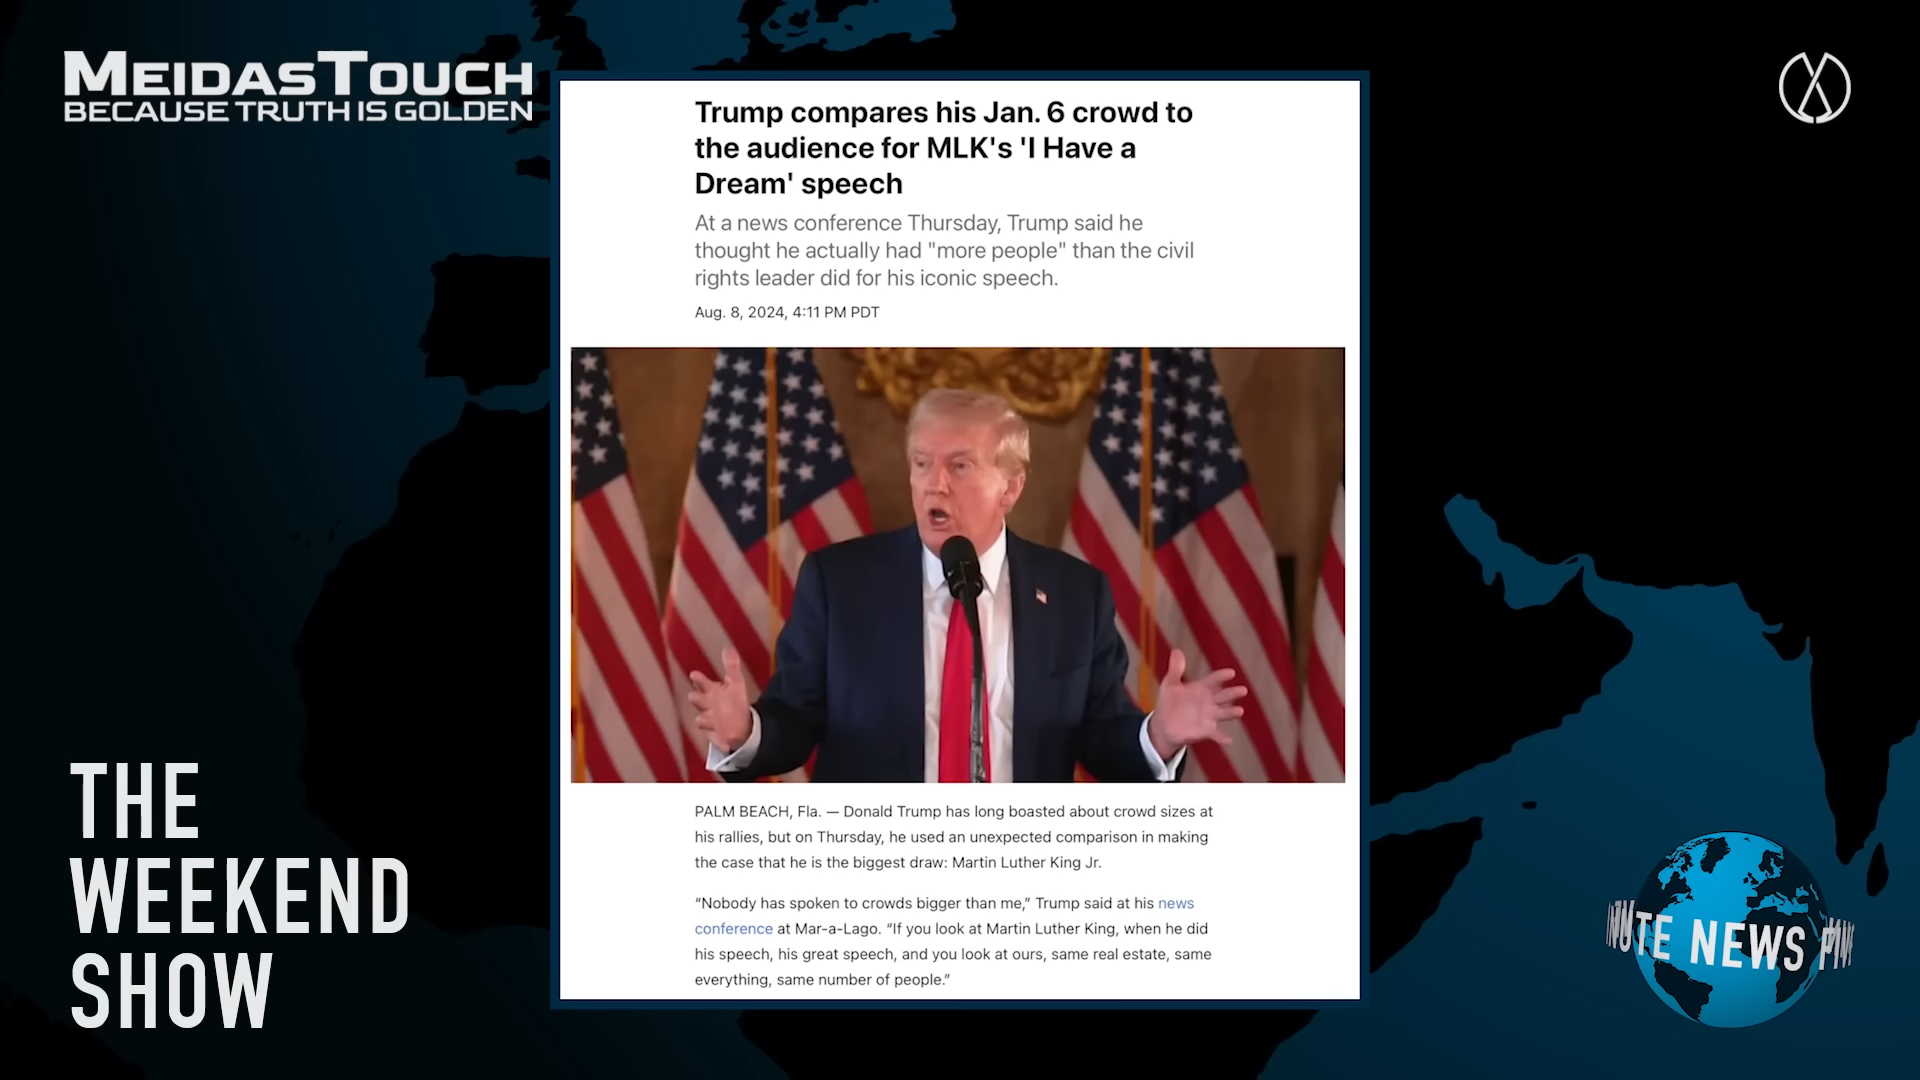 MEIDASTOUCH
BECAUSE TRUTH IS GOLDEN
Trump compares his Jan. 6 crowd to
the audience for MLK's 'I Have a
Dream' speech
At a news conference Thursday, Trump said he
thought he actually had "more people" than the civil
rights leader did for his iconic speech.
Aug. 8, 2024, 4:11 PM PDT
PALM BEACH, Fla. — Donald Trump has long boasted about crowd sizes at
his rallies, but on Thursday, he used an unexpected comparison in making
the case that he is the biggest draw: Martin Luther King Jr.
“Nobody has spoken to crowds bigger than me,” Trump said at his news
conference at Mar-a-Lago. “If you look at Martin Luther King, when he did
his speech, his great speech, and you look at ours, same real estate, same
everything, same number of people.”
THE
WEEKEND
SHOW
NEWS